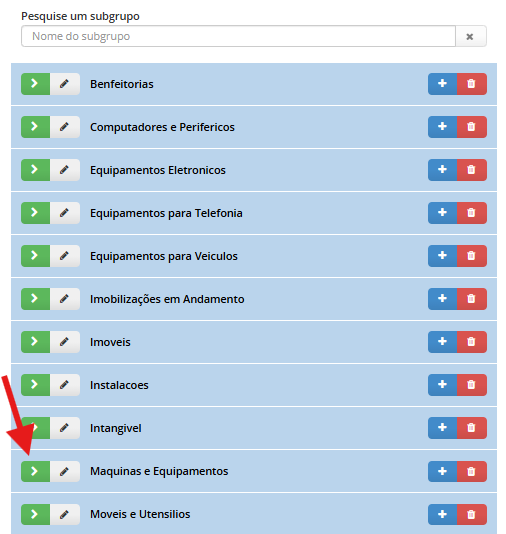 Pesquise um subgrupo
Nome do subgrupo
Benfeitorias
Computadores e Perifericos
Equipamentos Eletronicos
Equipamentos para Telefonia
Equipamentos para Veiculos
Imobilizações em Andamento
Imoveis
Instalacoes
Intangivel
Maquinas e Equipamentos
Moveis e Utensilios